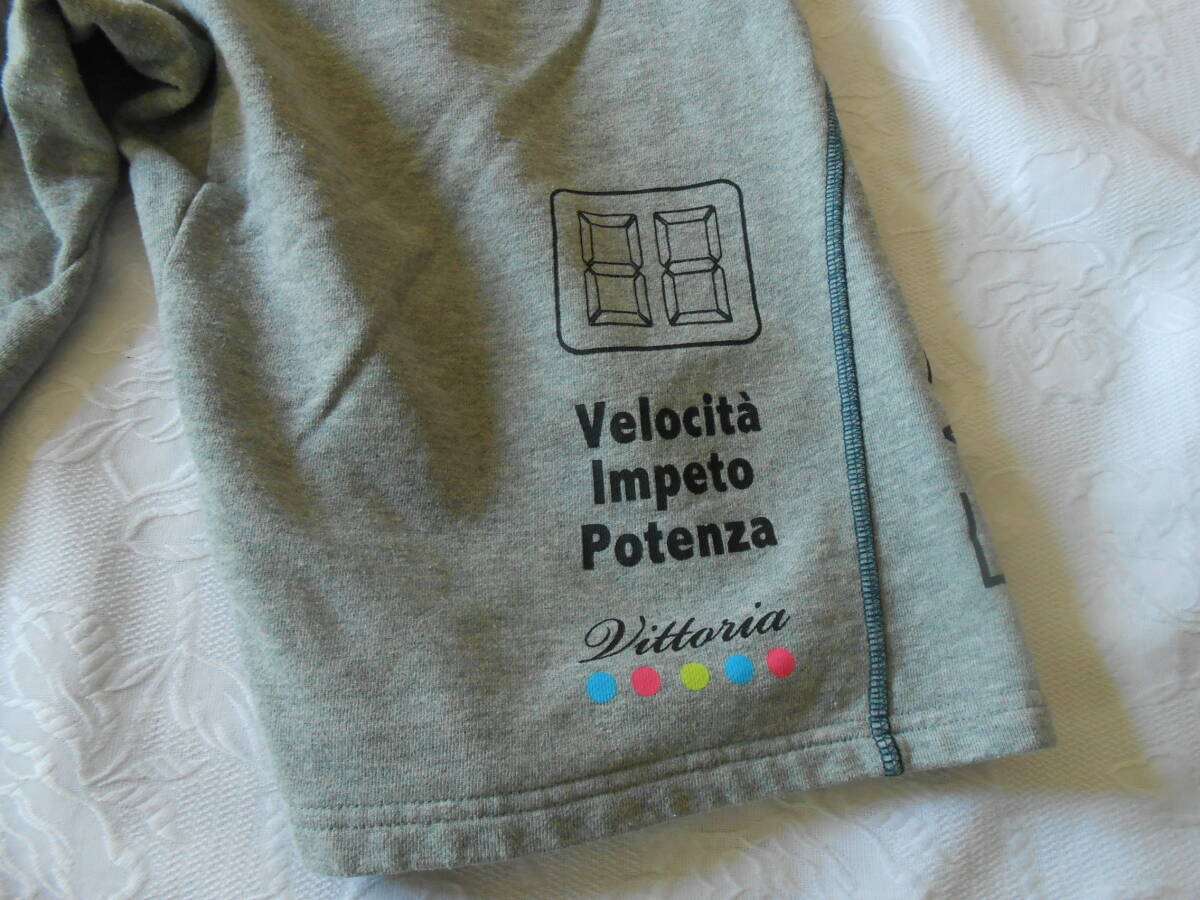 Velocità
Impeto
Potenza
Vittoria